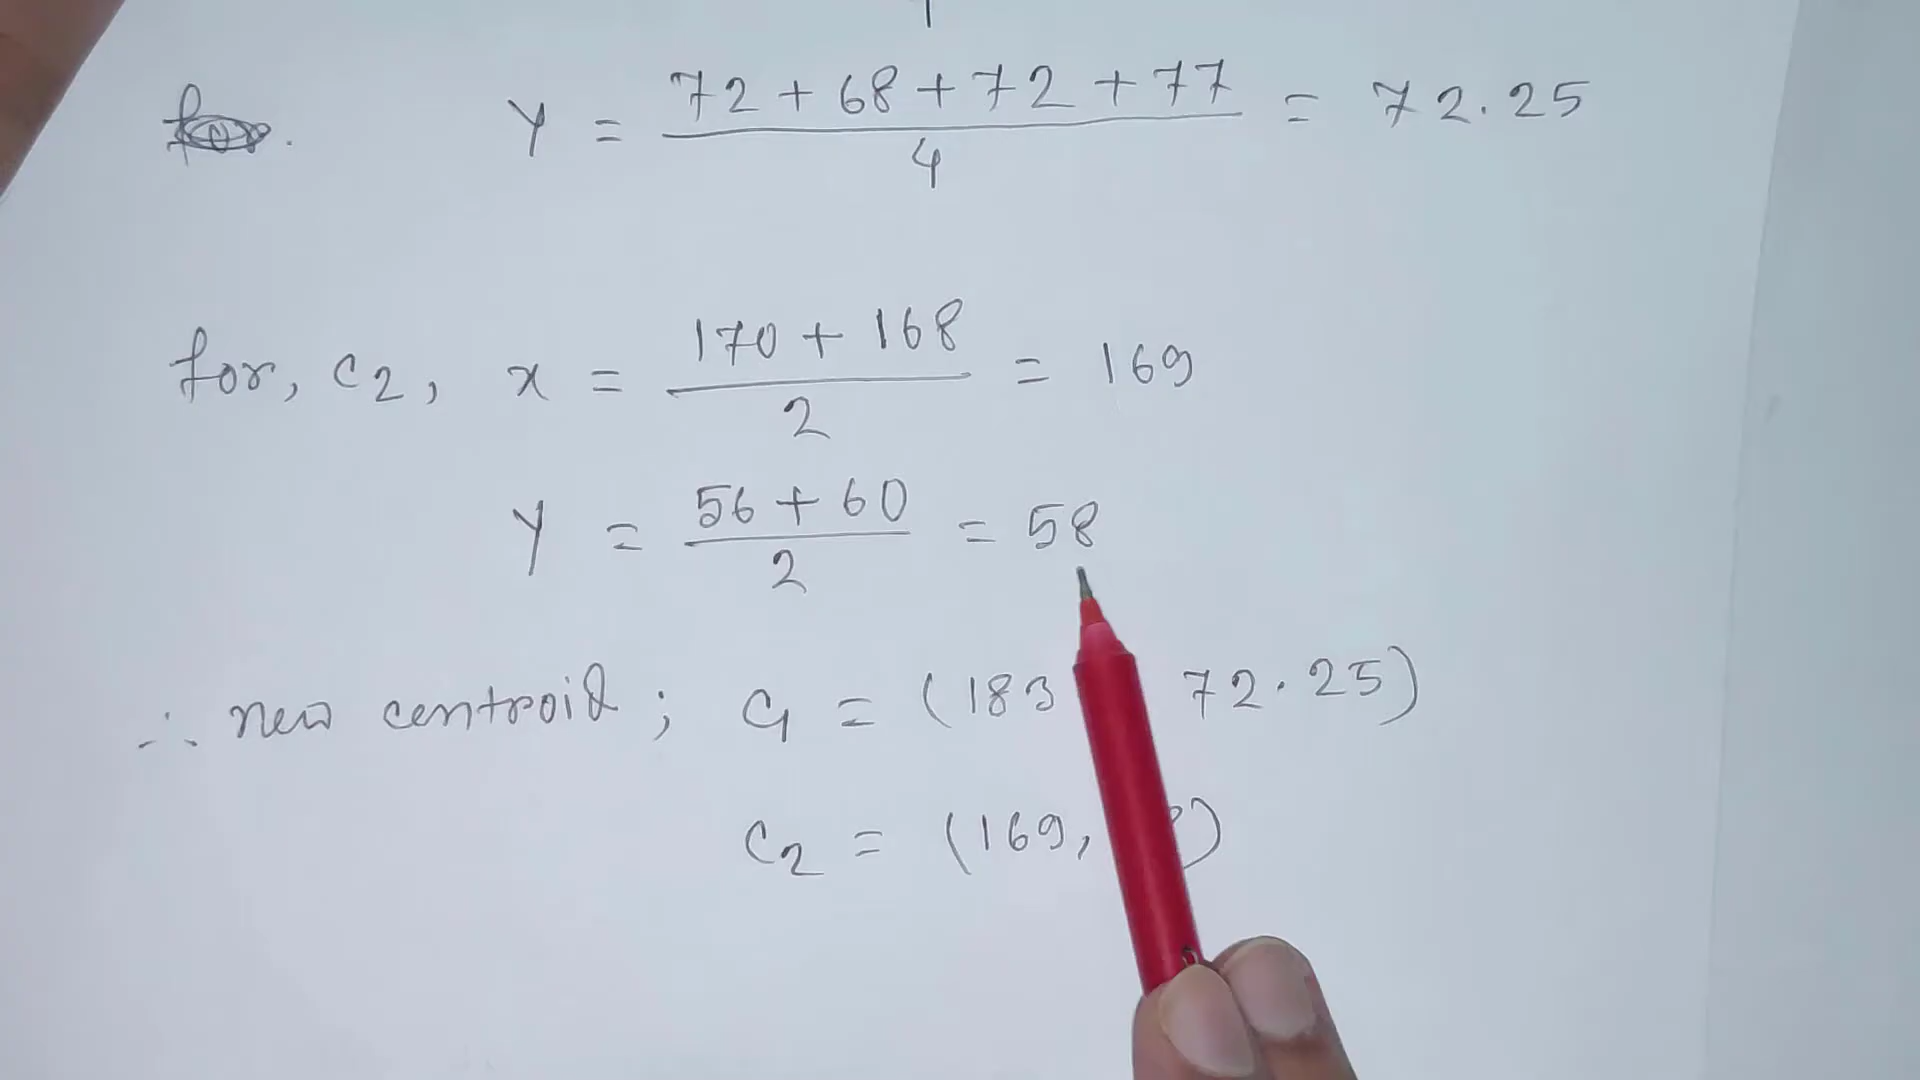 Y = 72 + 68 + 72 + 77 / 4 = 72.25
for, c2, x = 170 + 168 / 2 = 169
Y = 56 + 60 / 2 = 58
∴ new centroid ; C1 = (183 72.25)
C2 = (169, )